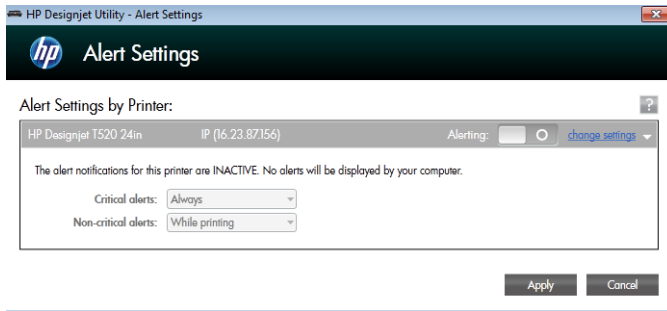 HP Designjet Utility - Alert Settings
hp Alert Settings
Alert Settings by Printer: ?
HP Designjet T520 24in IP (16.23.87.156) Alerting: O change settings
The alert notifications for this printer are INACTIVE. No alerts will be displayed by your computer.
Critical alerts: Always
Non-critical alerts: While printing
Apply Cancel